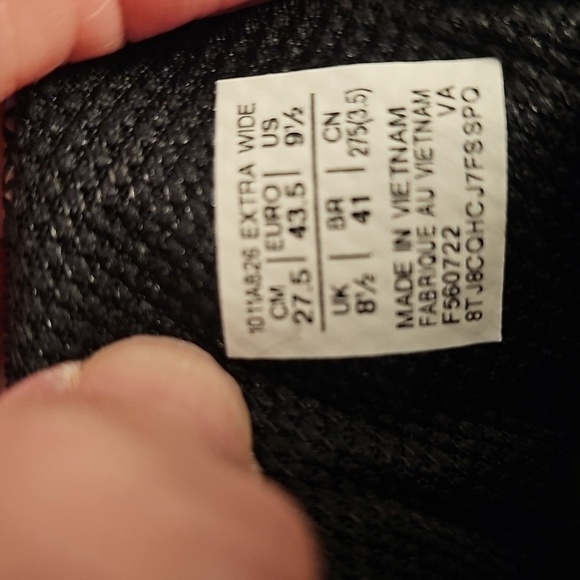 1011A826 EXTRA WIDE
CM | EURO | US
27.5 | 43.5 | 9½
UK | BR | CN
8½ | 41 | 275(3.5)
MADE IN VIETNAM
FABRIQUE AU VIETNAM
F560722 VA
8TJ8CQHCJ7FS8PQ